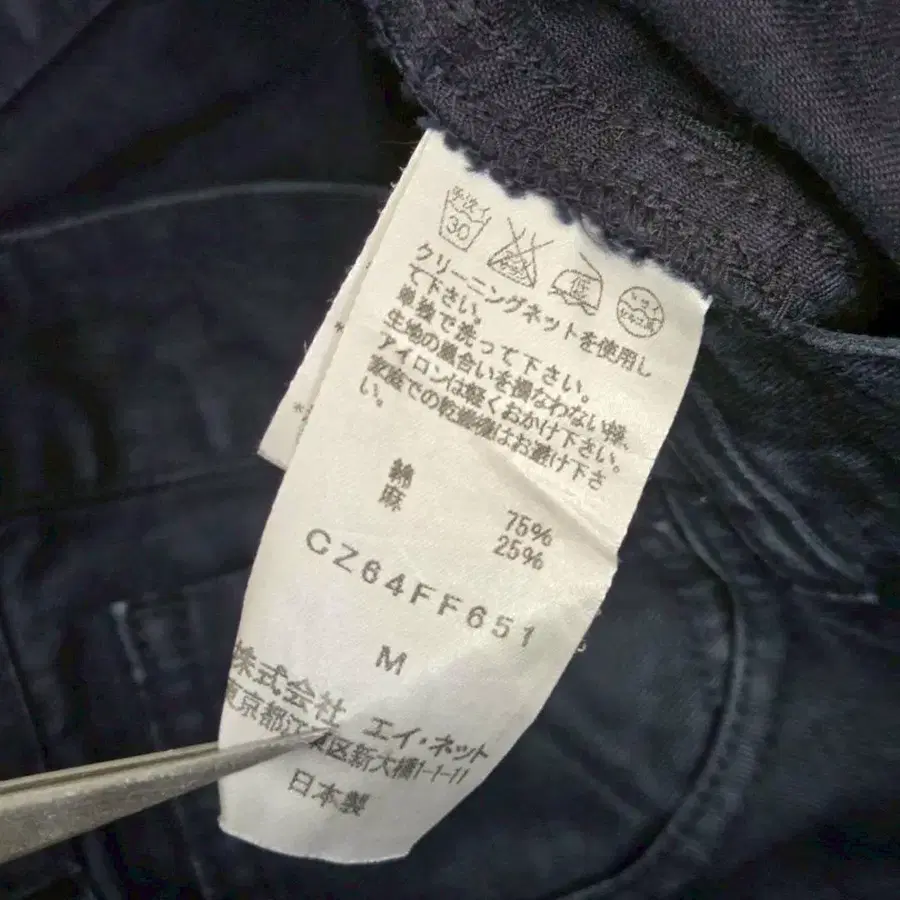 手洗イ
30
低
クリーニングネットを使用し
て下さい。
単独で洗って下さい。
生地の風合いを損なわない様、
アイロンは軽くおかけ下さい。
家庭での乾燥機はお避け下さ
い。
綿 75%
麻 25%
CZ64FF651
M
株式会社 エイ・ネット
東京都江東区新大橋1-1-11
日本製